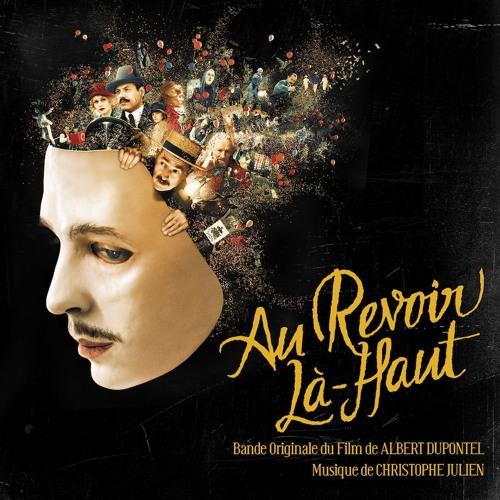 Au Revoir
Là-Haut
Bande Originale du Film de ALBERT DUPONTEL
Musique de CHRISTOPHE JULIEN